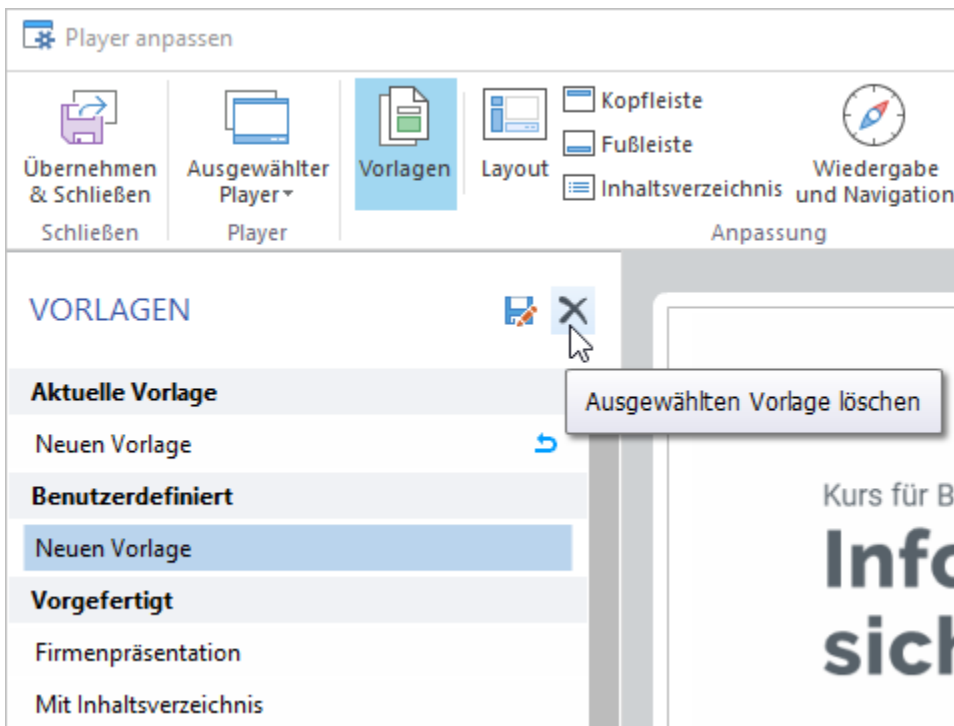 Player anpassen
Übernehmen
& Schließen
Ausgewählter
Player
Vorlagen
Layout
Kopfleiste
Fußleiste
Inhaltsverzeichnis
Wiedergabe
und Navigation
Schließen
Player
Anpassung
VORLAGEN
Ausgewählten Vorlage löschen
Aktuelle Vorlage
Neuen Vorlage
Benutzerdefiniert
Neuen Vorlage
Vorgefertigt
Firmenpräsentation
Mit Inhaltsverzeichnis
Kurs für B
Info
sich